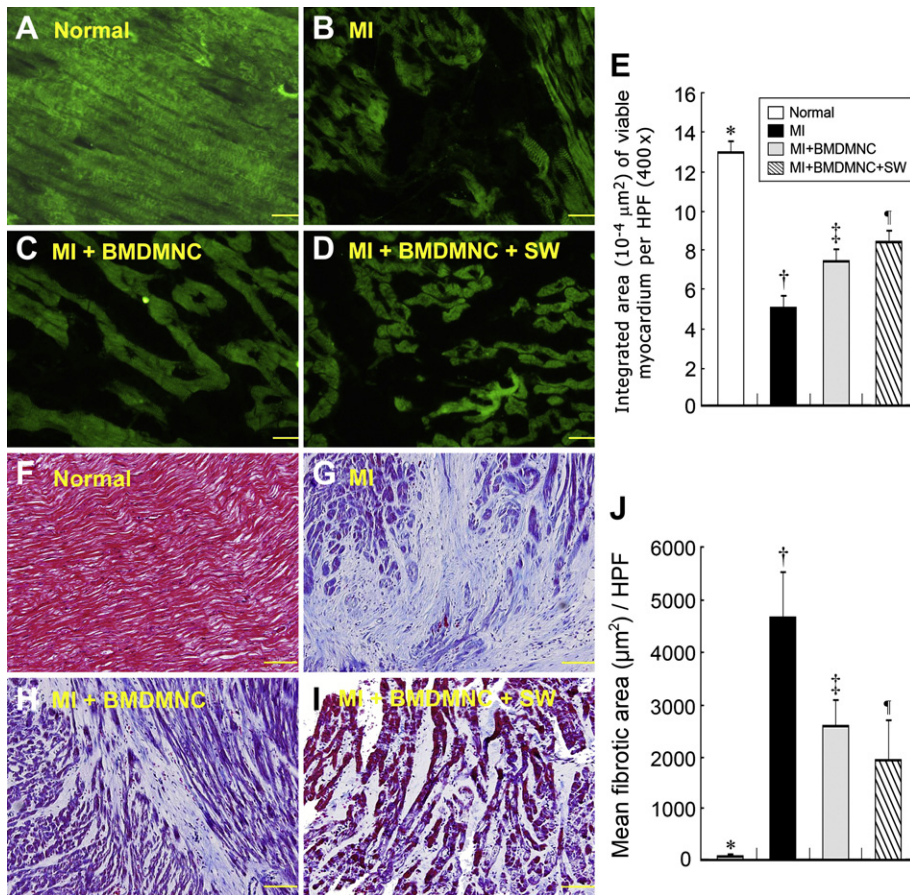 A Normal
B MI
C MI + BMDMNC
D MI + BMDMNC + SW
E
Integrated area (10⁻⁴ µm²) of viable
myocardium per HPF (400 x)
16
14
12
10
8
6
4
2
0
*
†
‡
¶
Normal
MI
MI+BMDMNC
MI+BMDMNC+SW
F Normal
G MI
H MI + BMDMNC
I MI + BMDMNC + SW
J
Mean fibrotic area (µm²) / HPF
6000
5000
4000
3000
2000
1000
0
*
†
‡
¶